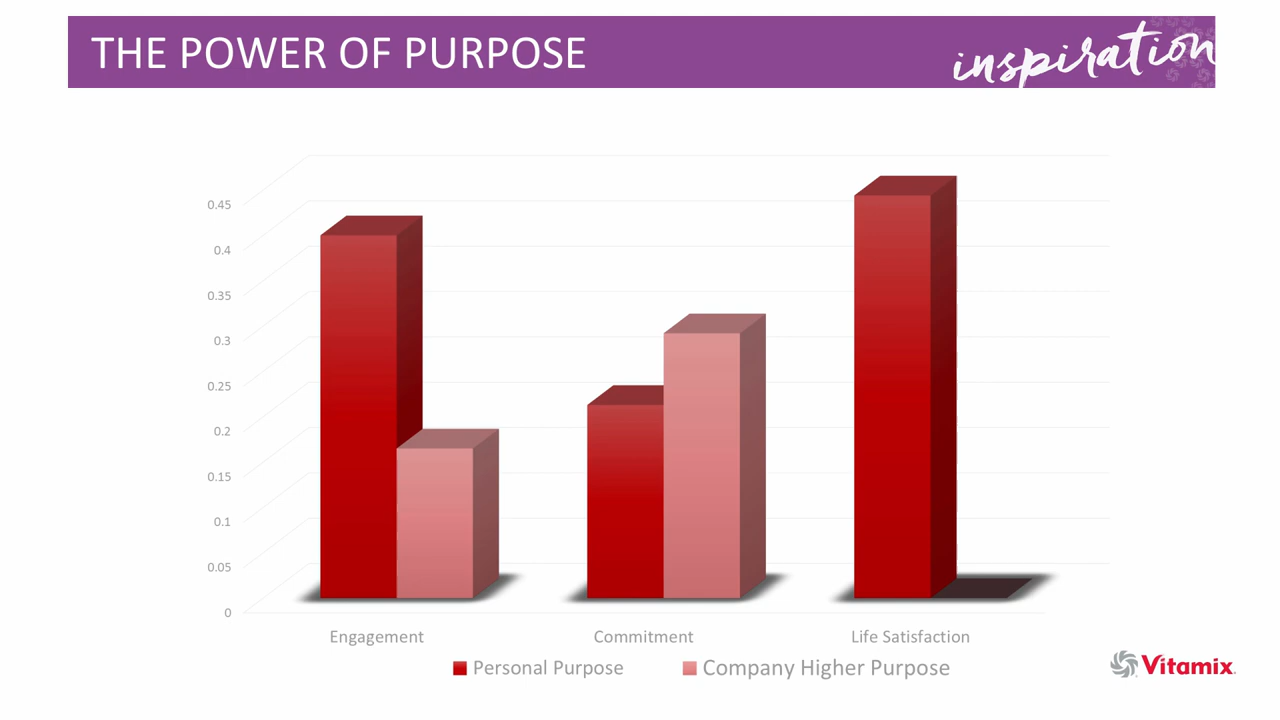 THE POWER OF PURPOSE
inspiration
0.45
0.4
0.35
0.3
0.25
0.2
0.15
0.1
0.05
0
Engagement Commitment Life Satisfaction
Personal Purpose Company Higher Purpose
Vitamix